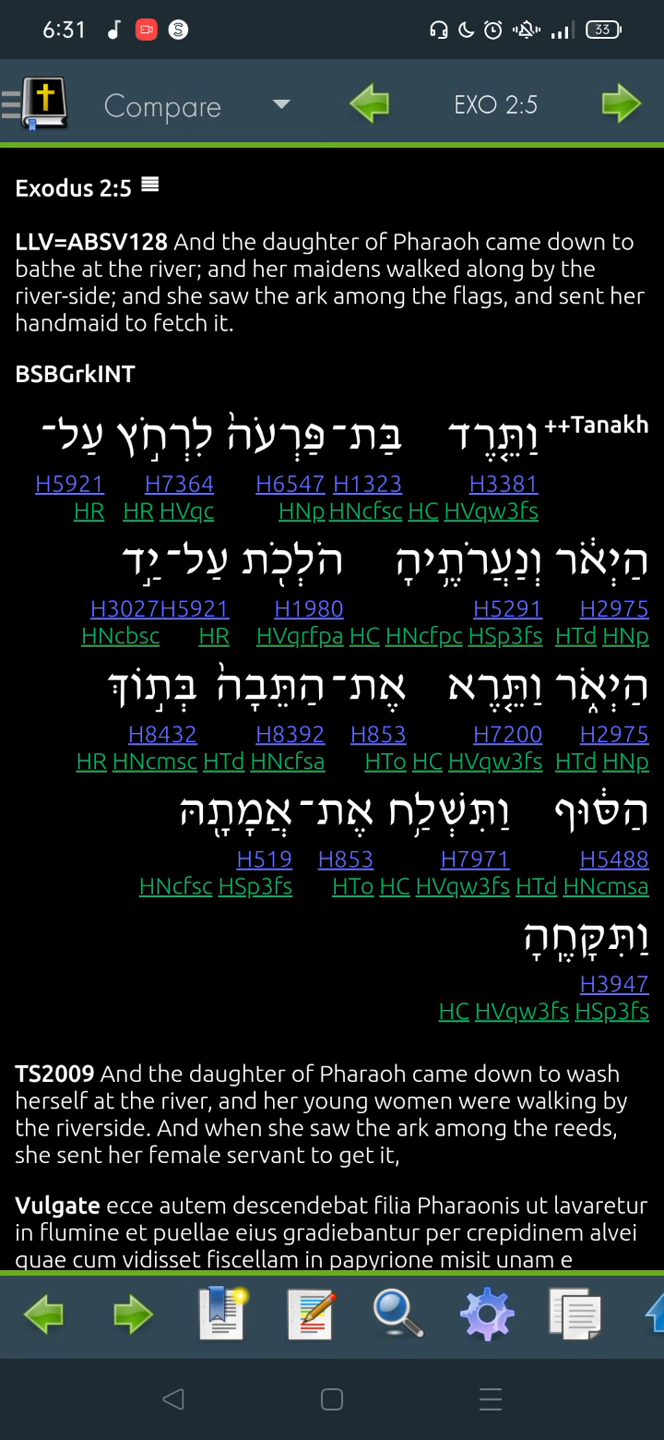 6:31
33
Compare
EXO 2:5
Exodus 2:5
LLV=ABSV128 And the daughter of Pharaoh came down to
bathe at the river; and her maidens walked along by the
river-side; and she saw the ark among the flags, and sent her
handmaid to fetch it.
BSBGrkINT
++Tanakh וַתֵּ֤רֶד בַּת־פַּרְעֹה֙ לִרְחֹ֣ץ עַל־
H5921 H7364 H6547 H1323 H3381
HR HR HVqc HNp HNcfsc HC HVqw3fs
הַיְאֹ֔ר וְנַעֲרֹתֶ֥יהָ הֹלְכֹ֖ת עַל־יַ֣ד
H3027H5921 H1980 H5291 H2975
HNcbsc HR HVqrfpa HC HNcfpc HSp3fs HTd HNp
הַיְאֹ֑ר וַתֵּ֤רֶא אֶת־הַתֵּבָה֙ בְּת֣וֹךְ
H8432 H8392 H853 H7200 H2975
HR HNcmsc HTd HNcfsa HTo HC HVqw3fs HTd HNp
הַסּ֔וּף וַתִּשְׁלַ֥ח אֶת־אֲמָתָ֖הּ
H519 H853 H7971 H5488
HNcfsc HSp3fs HTo HC HVqw3fs HTd HNcmsa
וַתִּקָּחֶֽהָ
H3947
HC HVqw3fs HSp3fs
TS2009 And the daughter of Pharaoh came down to wash
herself at the river, and her young women were walking by
the riverside. And when she saw the ark among the reeds,
she sent her female servant to get it,
Vulgate ecce autem descendebat filia Pharaonis ut lavaretur
in flumine et puellae eius gradiebantur per crepidinem alvei
quae cum vidisset fiscellam in papyrione misit unam e